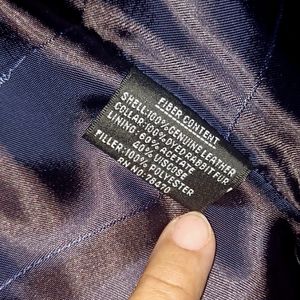 FIBER CONTENT
SHELL:100%GENUINE LEATHER
COLLAR:100%DYED RABBIT FUR
LINING: 60% ACETATE
40% VISCOSE
FILLER:100% POLYESTER
RN NO:76270